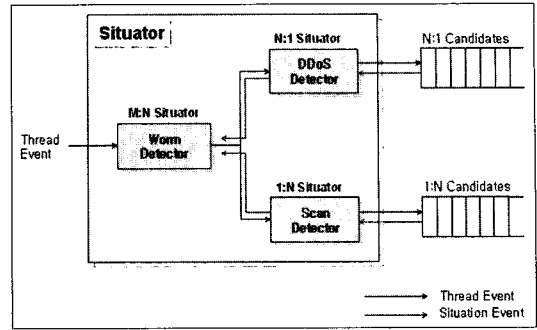 Situator
N:1 Situator
DDoS
Detector
N:1 Candidates
M:N Situator
Worm
Detector
Thread
Event
1:N Situator
Scan
Detector
1:N Candidates
Thread Event
Situation Event